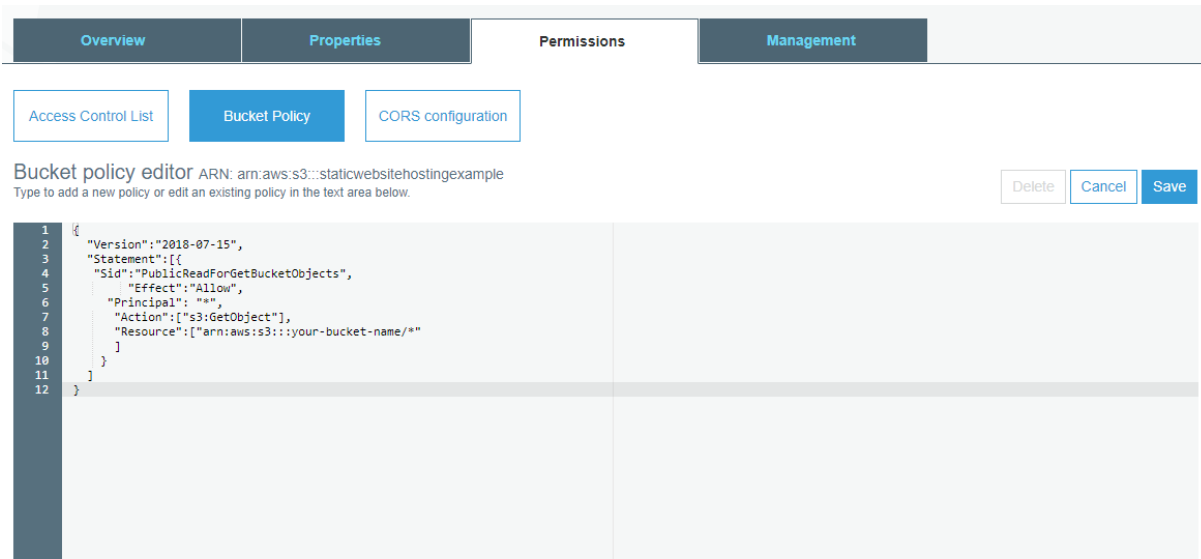 Overview Properties Permissions Management
Access Control List Bucket Policy CORS configuration
Bucket policy editor ARN: arn:aws:s3:::staticwebsitehostingexample
Type to add a new policy or edit an existing policy in the text area below.
Delete Cancel Save
1 {
2 "Version":"2018-07-15",
3 "Statement":[{
4 "Sid":"PublicReadForGetBucketObjects",
5 "Effect":"Allow",
6 "Principal": "*",
7 "Action":["s3:GetObject"],
8 "Resource":["arn:aws:s3:::your-bucket-name/*"
9 ]
10 }
11 ]
12 }